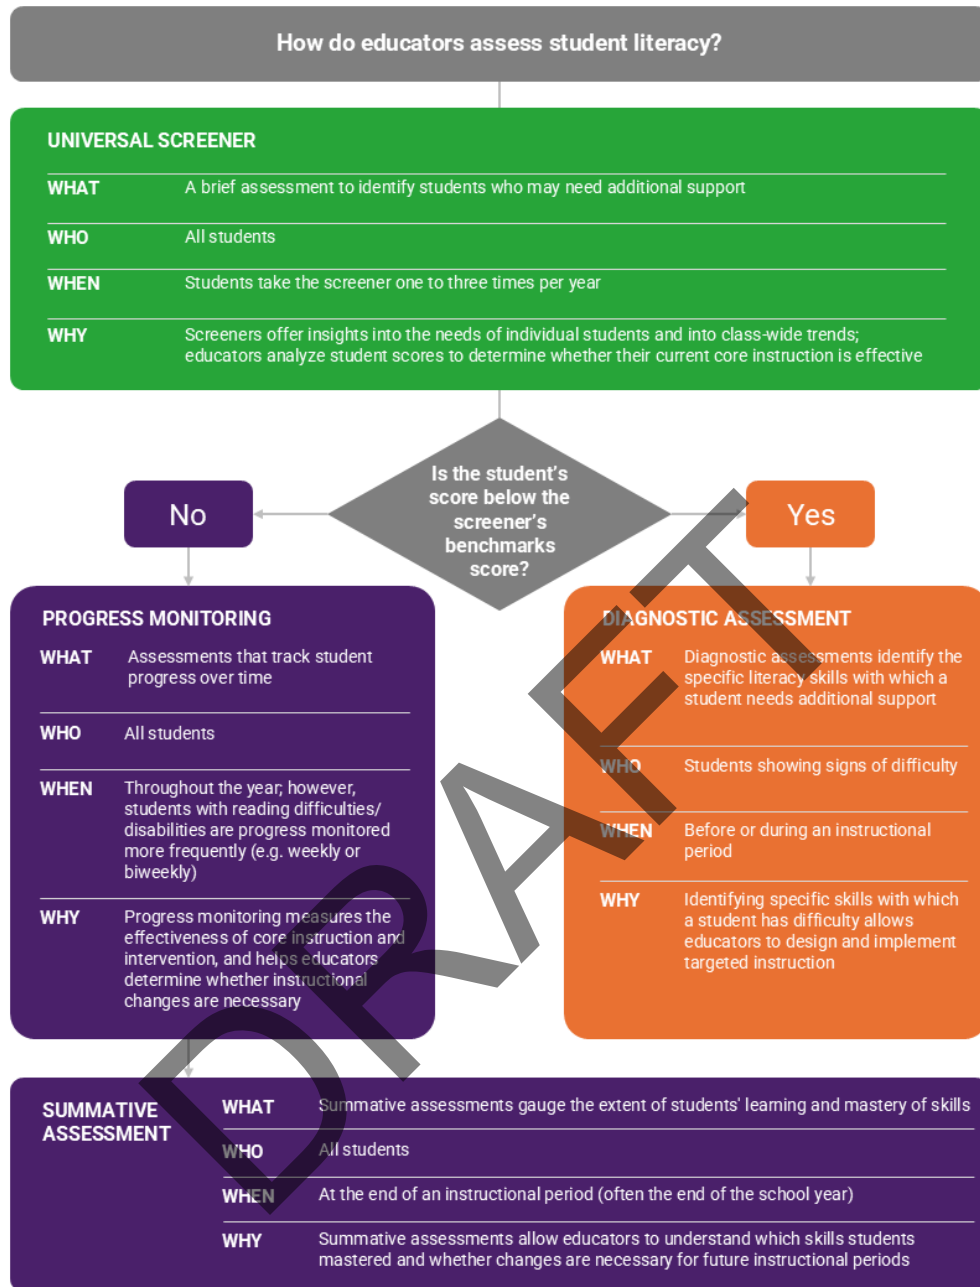 How do educators assess student literacy?
UNIVERSAL SCREENER
WHAT A brief assessment to identify students who may need additional support
WHO All students
WHEN Students take the screener one to three times per year
WHY Screeners offer insights into the needs of individual students and into class-wide trends;
educators analyze student scores to determine whether their current core instruction is effective
Is the student's
score below the
screener's
benchmarks
score?
No
Yes
PROGRESS MONITORING
WHAT Assessments that track student
progress over time
WHO All students
WHEN Throughout the year; however,
students with reading difficulties/
disabilities are progress monitored
more frequently (e.g. weekly or
biweekly)
WHY Progress monitoring measures the
effectiveness of core instruction and
intervention, and helps educators
determine whether instructional
changes are necessary
DIAGNOSTIC ASSESSMENT
WHAT Diagnostic assessments identify the
specific literacy skills with which a
student needs additional support
WHO Students showing signs of difficulty
WHEN Before or during an instructional
period
WHY Identifying specific skills with which
a student has difficulty allows
educators to design and implement
targeted instruction
SUMMATIVE
ASSESSMENT
WHAT Summative assessments gauge the extent of students' learning and mastery of skills
WHO All students
WHEN At the end of an instructional period (often the end of the school year)
WHY Summative assessments allow educators to understand which skills students
mastered and whether changes are necessary for future instructional periods
DRAFT